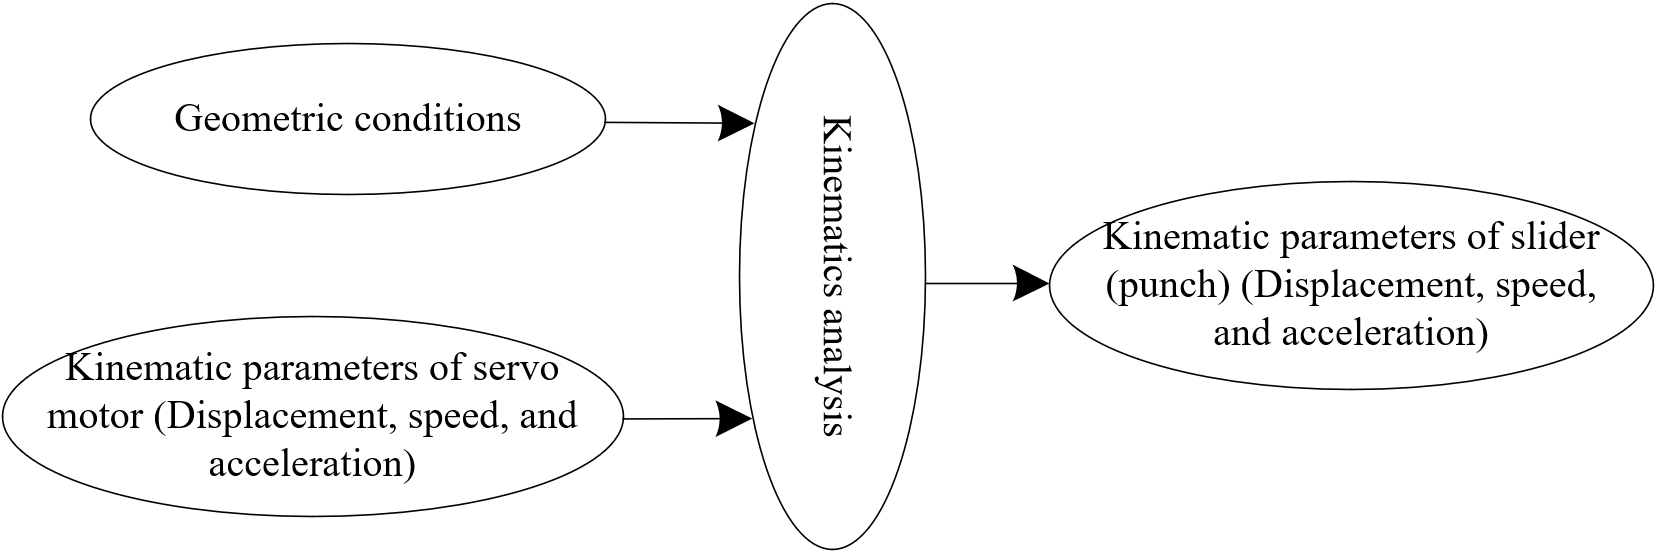 Geometric conditions
Kinematic parameters of servo
motor (Displacement, speed, and
acceleration)
Kinematics analysis
Kinematic parameters of slider
(punch) (Displacement, speed,
and acceleration)